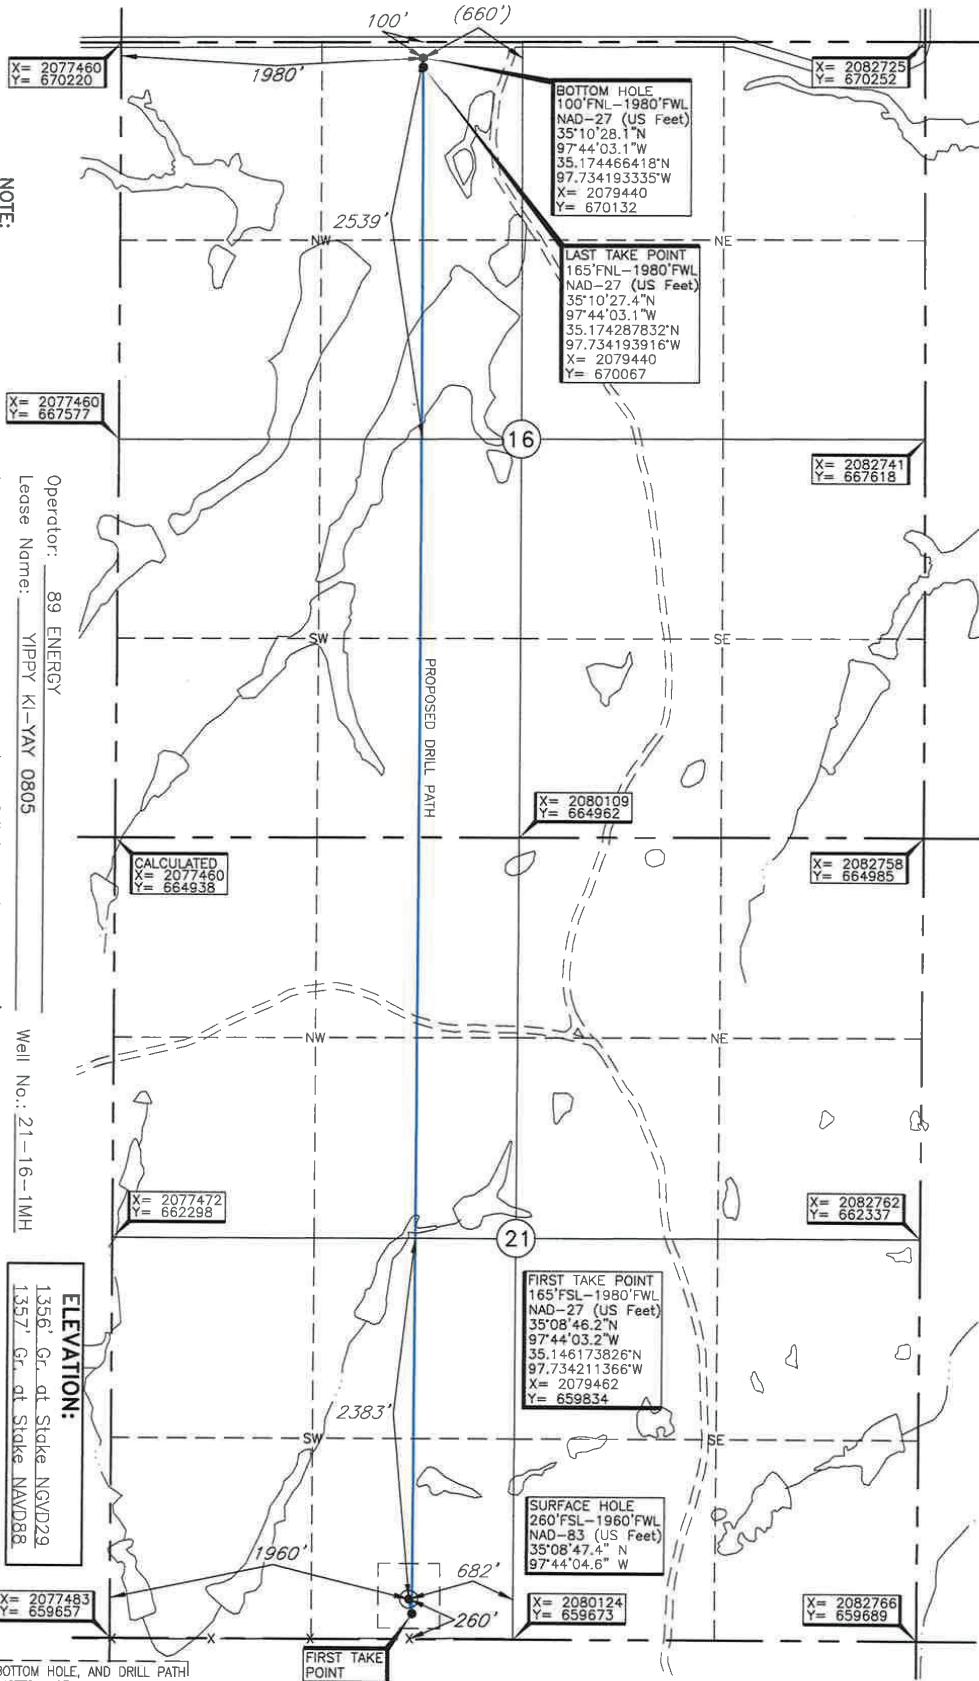 100'
(660')
X= 2077460
Y= 670220
1980'
X= 2082725
Y= 670252
BOTTOM HOLE
100'FNL-1980'FWL
NAD-27 (US Feet)
35°10'28.1"N
97°44'03.1"W
35.174466418°N
97.734193335°W
X= 2079440
Y= 670132
NOTE:
2539'
NW
NE
LAST TAKE POINT
165'FNL-1980'FWL
NAD-27 (US Feet)
35°10'27.4"N
97°44'03.1"W
35.174287832°N
97.734193916°W
X= 2079440
Y= 670067
X= 2077460
Y= 667577
16
X= 2082741
Y= 667618
Operator: 89 ENERGY
Lease Name: YIPPY KI-YAY 0805
Well No.: 21-16-1MH
SW
SE
PROPOSED DRILL PATH
X= 2080109
Y= 664962
CALCULATED
X= 2077460
Y= 664938
X= 2082758
Y= 664985
NW
NE
X= 2077472
Y= 662298
X= 2082762
Y= 662337
21
ELEVATION:
1356' Gr. at Stake NGVD29
1357' Gr. at Stake NAVD88
FIRST TAKE POINT
165'FSL-1980'FWL
NAD-27 (US Feet)
35°08'46.2"N
97°44'03.2"W
35.146173826°N
97.734211366°W
X= 2079462
Y= 659834
2383'
SW
SE
SURFACE HOLE
260'FSL-1960'FWL
NAD-83 (US Feet)
35°08'47.4" N
97°44'04.6" W
1960'
682'
260'
X= 2077483
Y= 659657
X= 2080124
Y= 659673
X= 2082766
Y= 659689
FIRST TAKE
POINT
BOTTOM HOLE, AND DRILL PATH